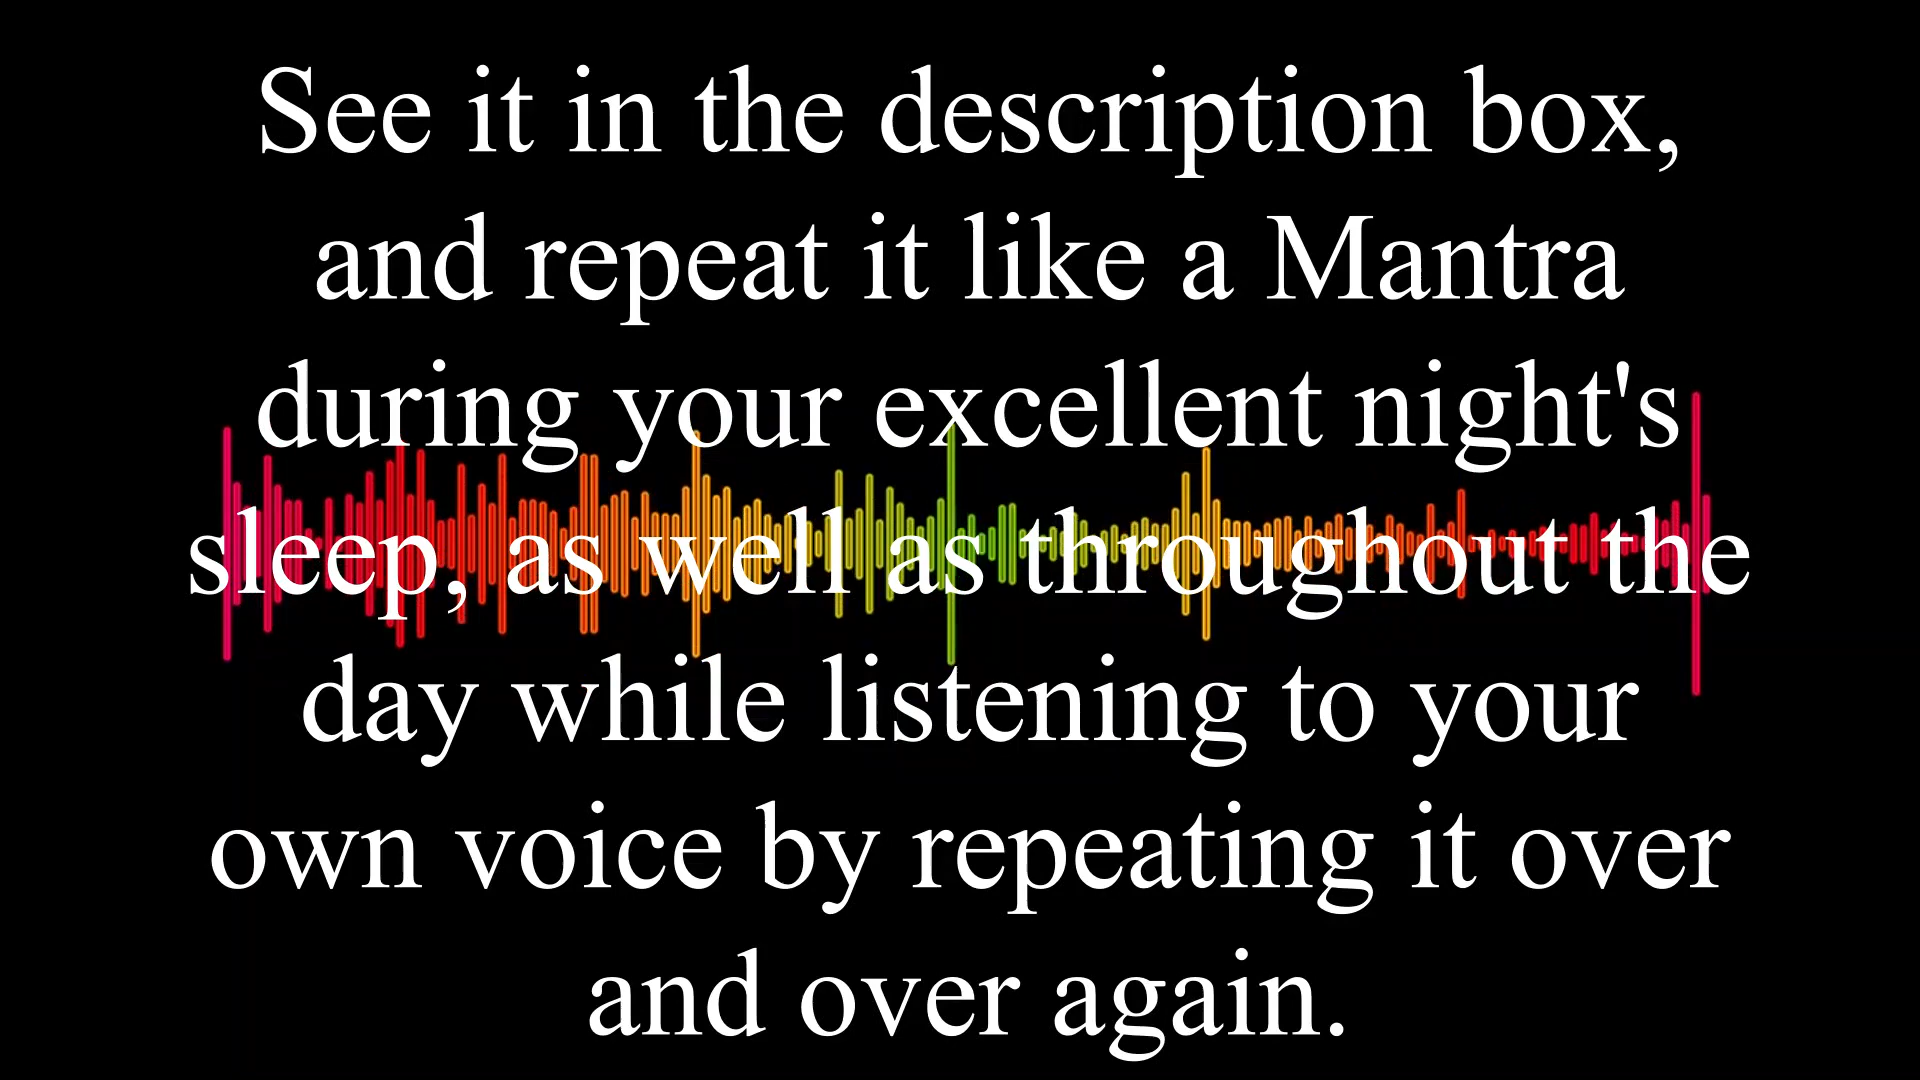 See it in the description box,
and repeat it like a Mantra
during your excellent night's
sleep, as well as throughout the
day while listening to your
own voice by repeating it over
and over again.